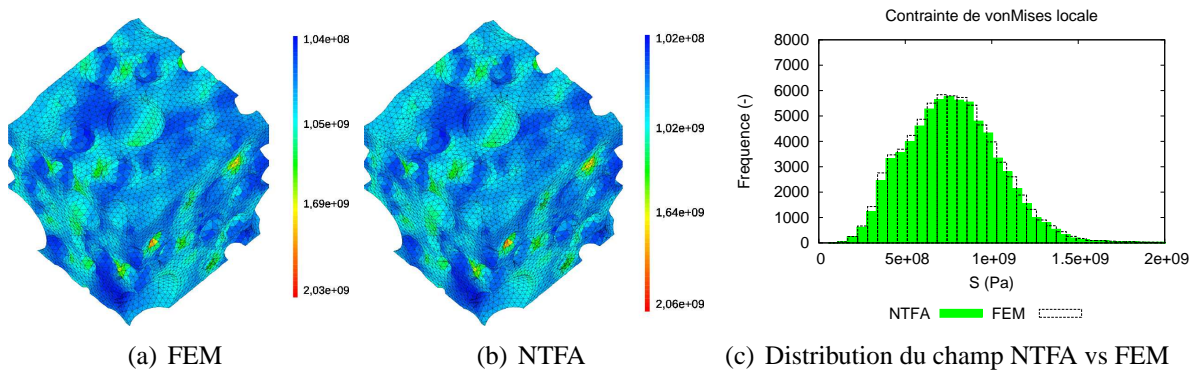 1,04e+08
1,05e+09
1,69e+09
2,03e+09
(a) FEM
1,02e+08
1,02e+09
1,64e+09
2,06e+09
(b) NTFA
Contrainte de vonMises locale
Frequence (-)
8000
7000
6000
5000
4000
3000
2000
1000
0
0 5e+08 1e+09 1.5e+09 2e+09
S (Pa)
NTFA FEM
(c) Distribution du champ NTFA vs FEM